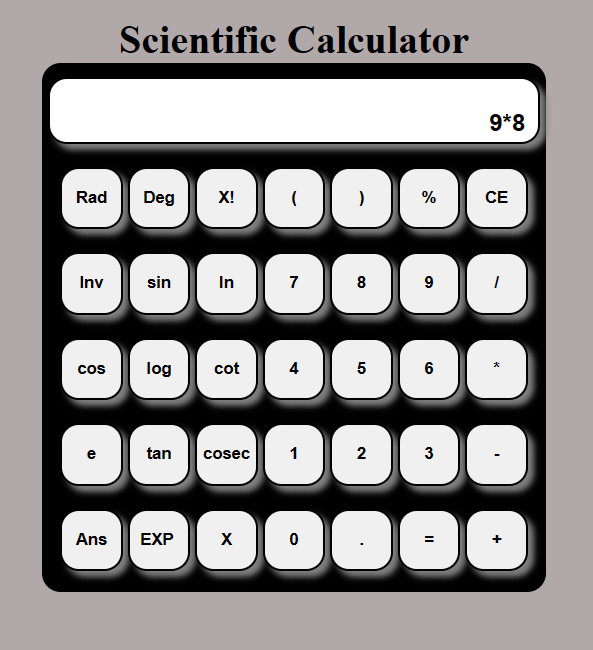 Scientific Calculator
9*8
Rad Deg X! ( ) % CE
Inv sin In 7 8 9 /
cos log cot 4 5 6 *
e tan cosec 1 2 3 -
Ans EXP X 0 . = +